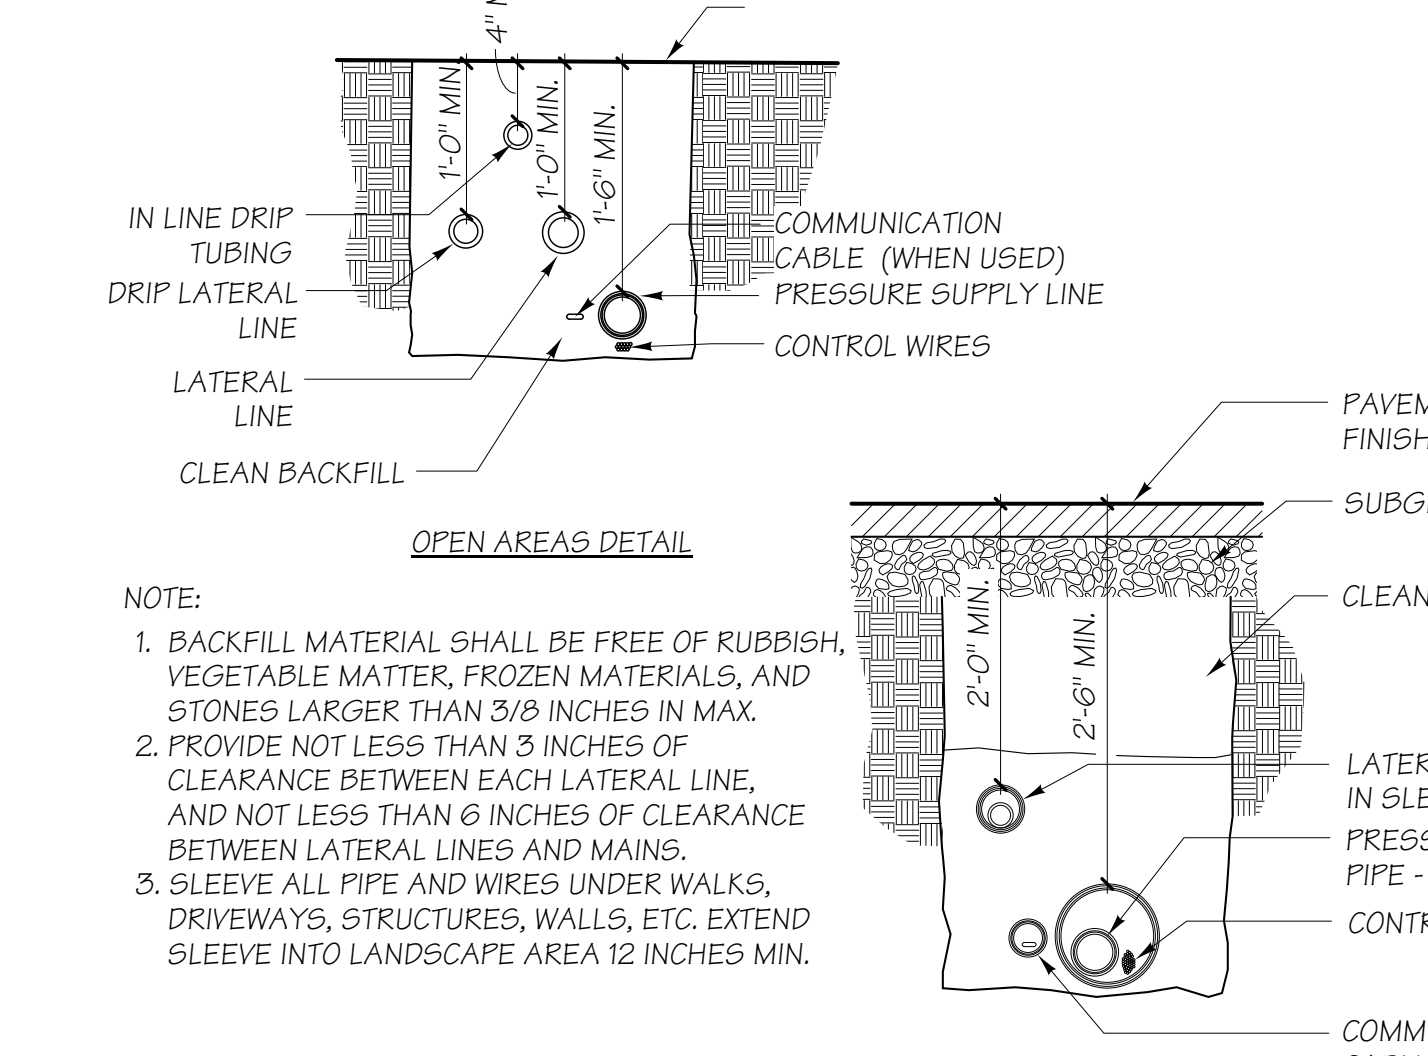 4"
1'-0" MIN.
1'-0" MIN.
1'-6" MIN.
IN LINE DRIP
TUBING
DRIP LATERAL
LINE
LATERAL
LINE
CLEAN BACKFILL
COMMUNICATION
CABLE (WHEN USED)
PRESSURE SUPPLY LINE
CONTROL WIRES
OPEN AREAS DETAIL
NOTE:
1. BACKFILL MATERIAL SHALL BE FREE OF RUBBISH,
VEGETABLE MATTER, FROZEN MATERIALS, AND
STONES LARGER THAN 3/8 INCHES IN MAX.
2. PROVIDE NOT LESS THAN 3 INCHES OF
CLEARANCE BETWEEN EACH LATERAL LINE,
AND NOT LESS THAN 6 INCHES OF CLEARANCE
BETWEEN LATERAL LINES AND MAINS.
3. SLEEVE ALL PIPE AND WIRES UNDER WALKS,
DRIVEWAYS, STRUCTURES, WALLS, ETC. EXTEND
SLEEVE INTO LANDSCAPE AREA 12 INCHES MIN.
2'-0" MIN.
2'-6" MIN.
PAVEM
FINISH
SUBG
CLEAN
LATER
IN SLE
PRESS
PIPE -
CONTR
COMM